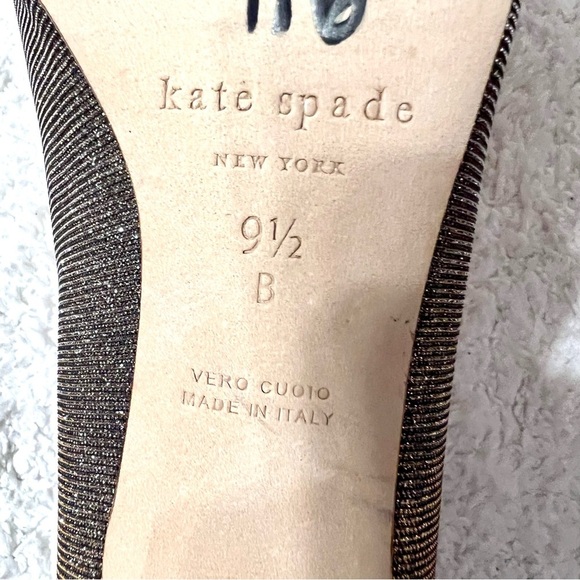 kate spade
NEW YORK
9½
B
VERO CUOIO
MADE IN ITALY